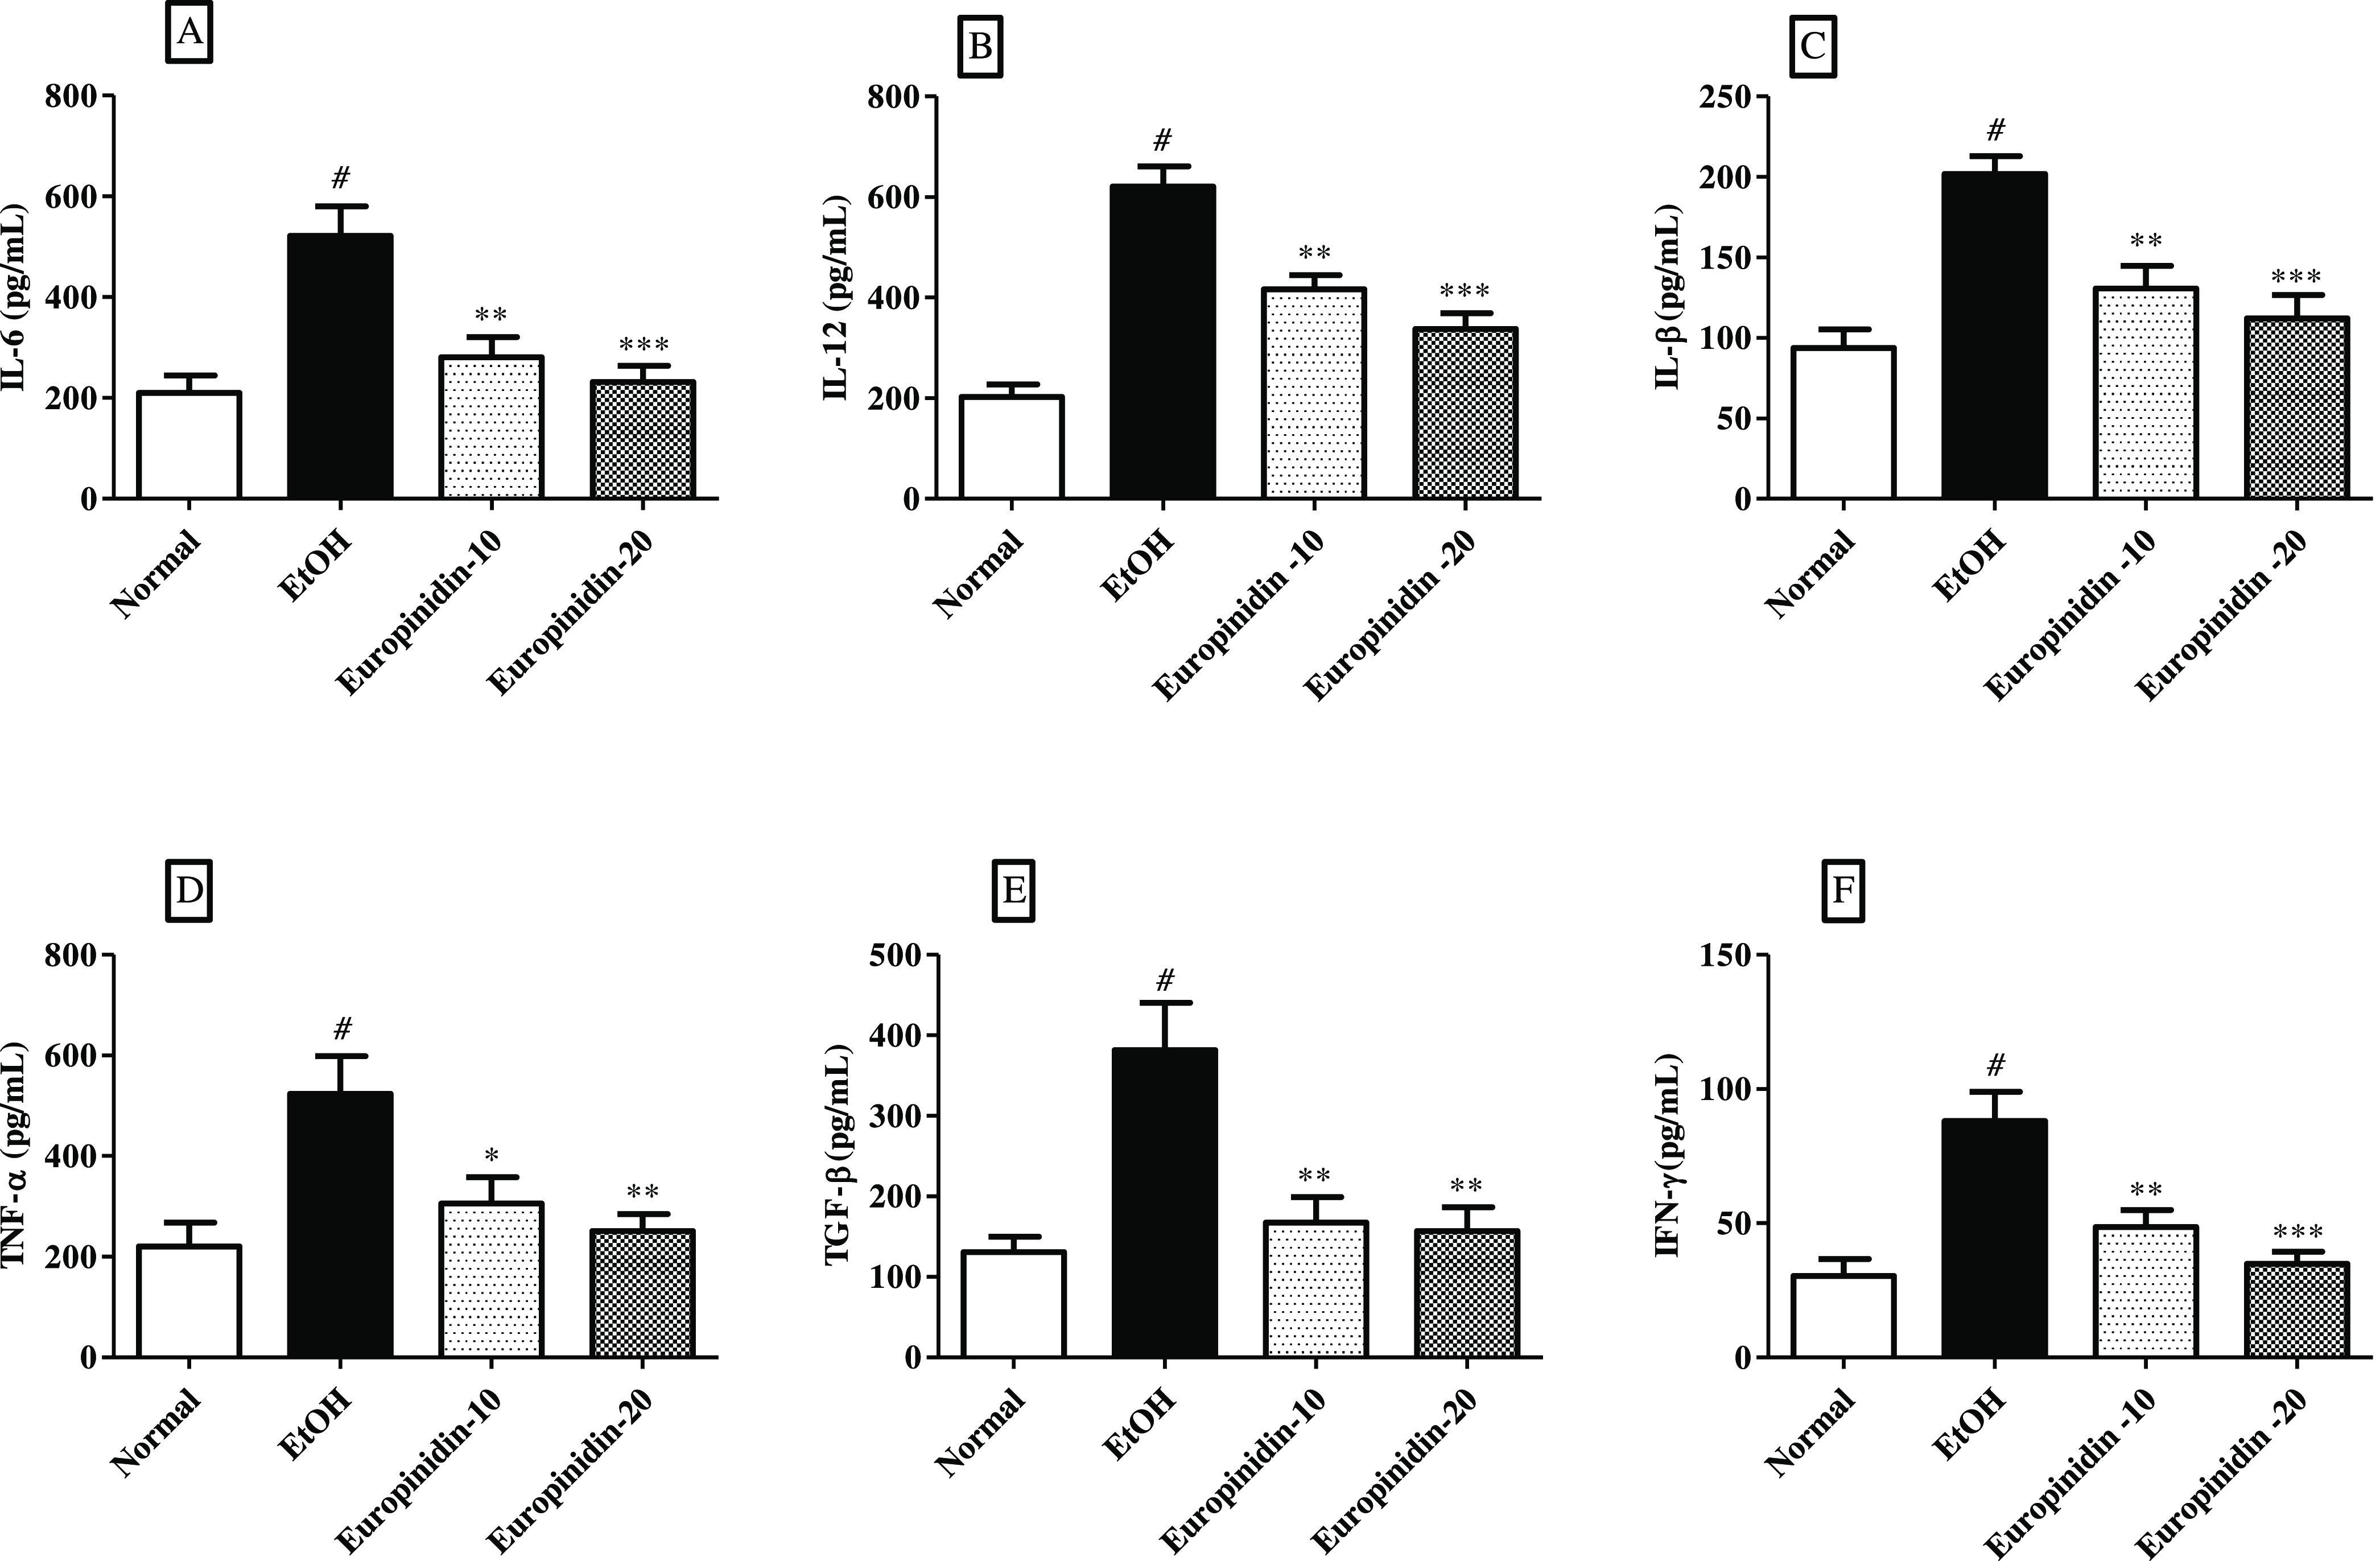 A
IL-6 (pg/mL)
800
600
400
200
0
#
**
***
Normal
EtOH
Europinidin-10
Europinidin-20
B
IL-12 (pg/mL)
800
600
400
200
0
#
**
***
Normal
EtOH
Europinidin -10
Europinidin -20
C
IL-β (pg/mL)
250
200
150
100
50
0
#
**
***
Normal
EtOH
Europinidin -10
Europinidin -20
D
TNF-α (pg/mL)
800
600
400
200
0
#
*
**
Normal
EtOH
Europinidin-10
Europinidin-20
E
TGF-β (pg/mL)
500
400
300
200
100
0
#
**
**
Normal
EtOH
Europinidin-10
Europinidin-20
F
IFN-γ(pg/mL)
150
100
50
0
#
**
***
Normal
EtOH
Europinidin -10
Europinidin -20